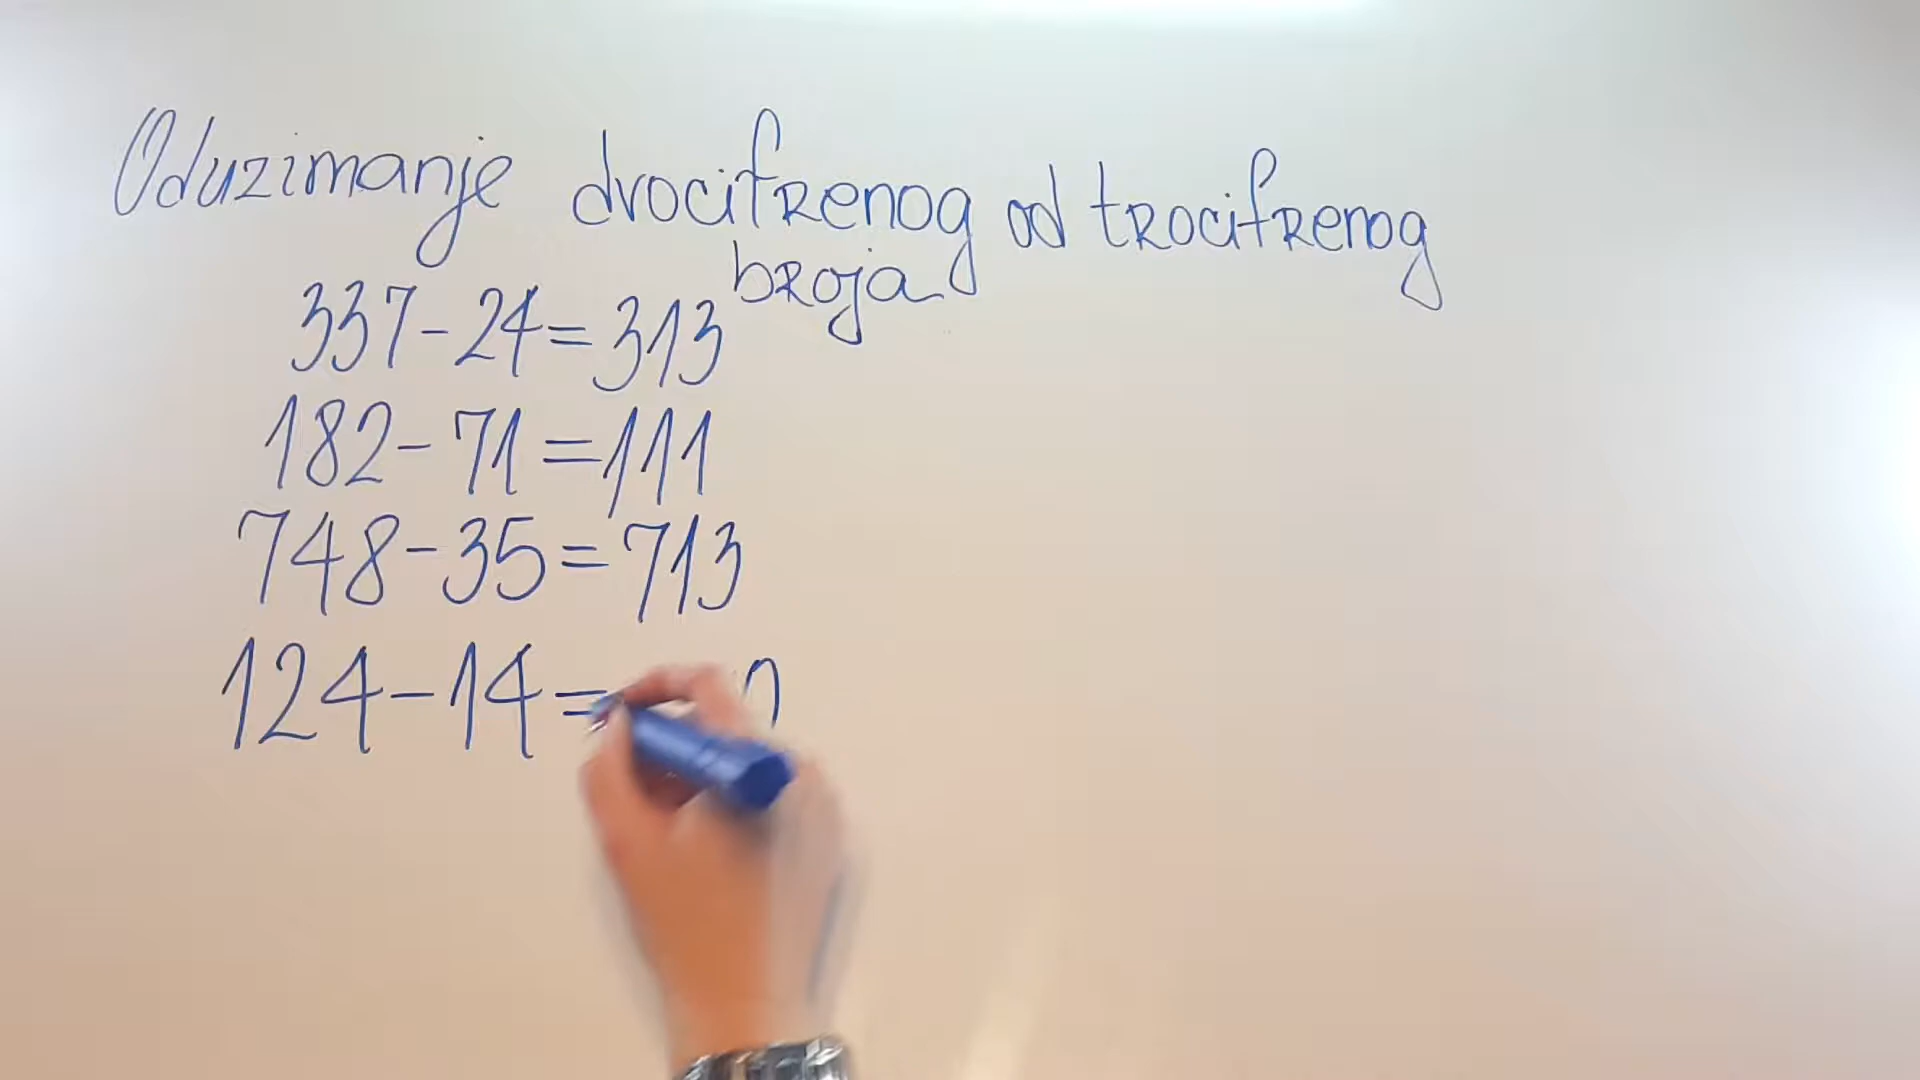 Oduzimanje dvocifrenog od trocifrenog
broja
337-24=313
182-71=111
748-35=713
124-14=